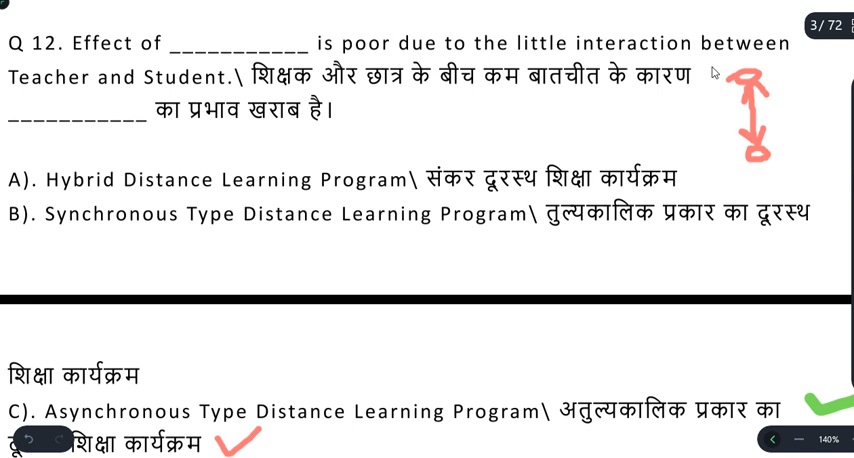 3/ 72
Q 12. Effect of ____________ is poor due to the little interaction between
Teacher and Student.\ शिक्षक और छात्र के बीच कम बातचीत के कारण
____________ का प्रभाव खराब है।
A). Hybrid Distance Learning Program\ संकर दूरस्थ शिक्षा कार्यक्रम
B). Synchronous Type Distance Learning Program\ तुल्यकालिक प्रकार का दूरस्थ
शिक्षा कार्यक्रम
C). Asynchronous Type Distance Learning Program\ अतुल्यकालिक प्रकार का
शिक्षा कार्यक्रम
140%